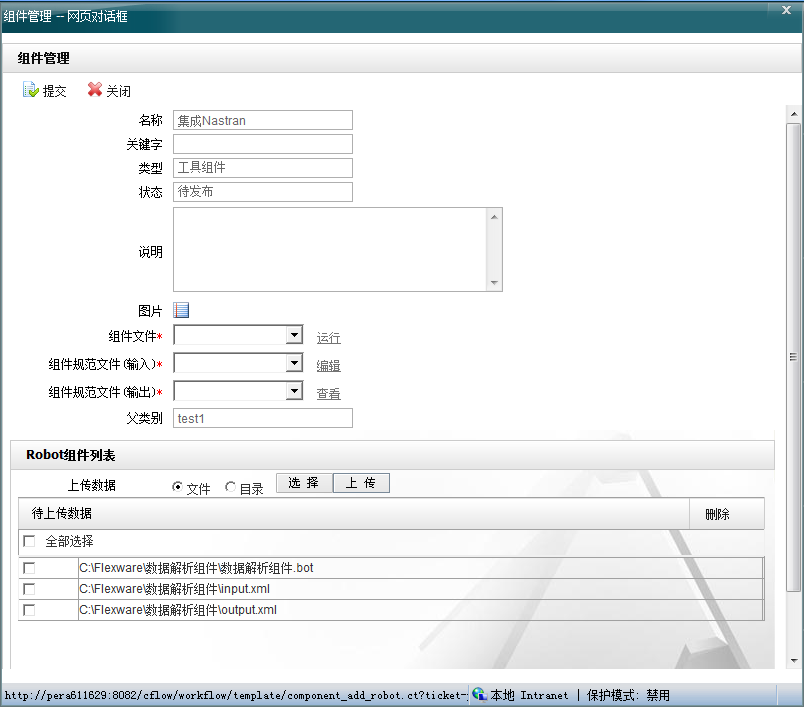 组件管理 -- 网页对话框
组件管理
提交 关闭
名称 集成Nastran
关键字
类型 工具组件
状态 待发布
说明
图片
组件文件* 运行
组件规范文件(输入)* 编辑
组件规范文件(输出)* 查看
父类别 test1
Robot组件列表
上传数据 文件 目录 选 择 上 传
待上传数据 删除
全部选择
C:\Flexware\数据解析组件\数据解析组件.bot
C:\Flexware\数据解析组件\input.xml
C:\Flexware\数据解析组件\output.xml
http://pera611629:8082/cflow/workflow/template/component_add_robot.ct?ticket= 本地 Intranet | 保护模式: 禁用